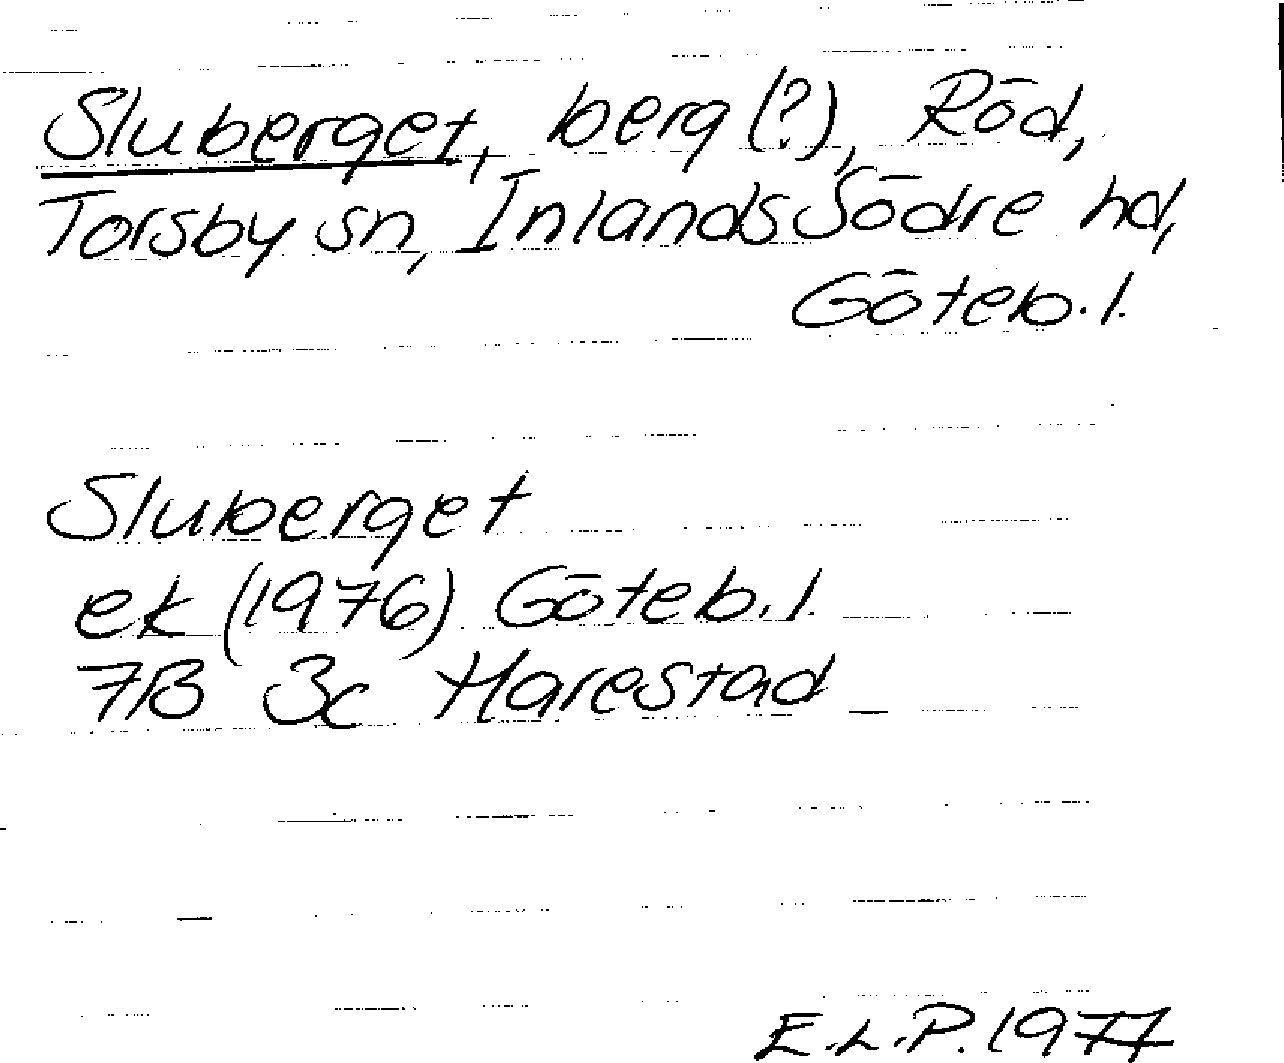 Sluberget, berg (?), Röd,
Torsby sn, Inlands Södre hd,
Göteb. l.
Sluberget
ek (1976) Göteb. l.
7B 3c Harestad
E.L.P. 1977